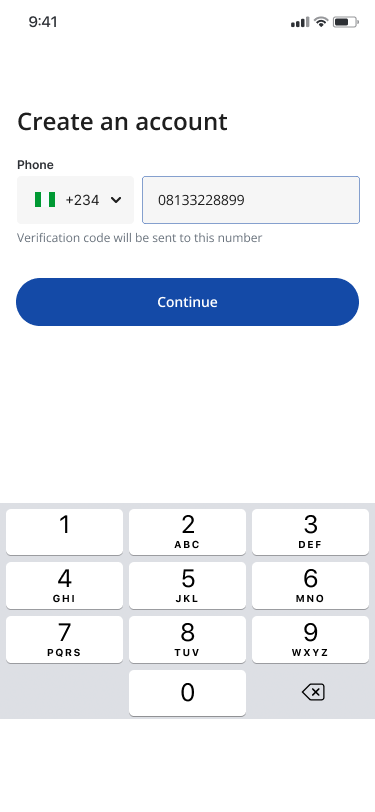 9:41
Create an account
Phone
+234 08133228899
Verification code will be sent to this number
Continue
1 2 3
ABC DEF
4 5 6
GHI JKL MNO
7 8 9
PQRS TUV WXYZ
0